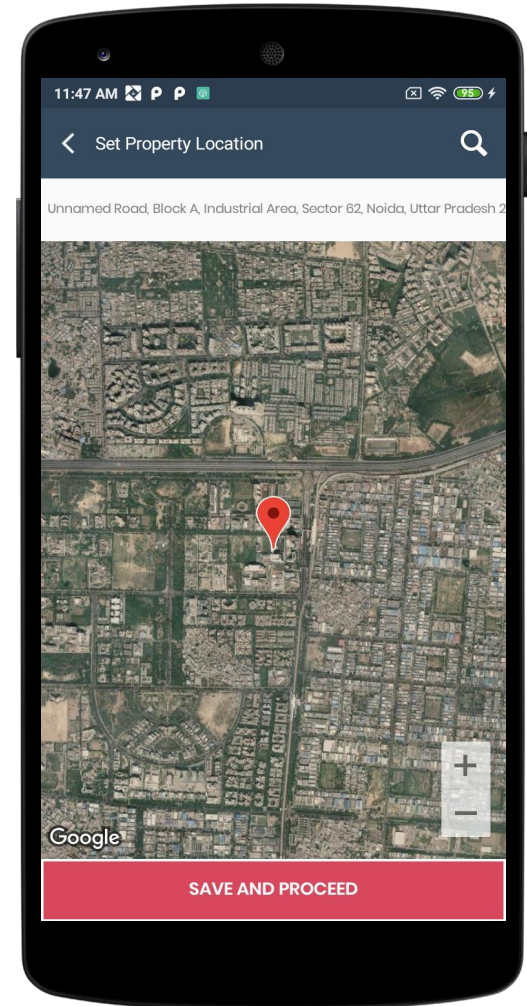 11:47 AM P P
95
Set Property Location
Unnamed Road, Block A, Industrial Area, Sector 62, Noida, Uttar Pradesh 2
Google
SAVE AND PROCEED